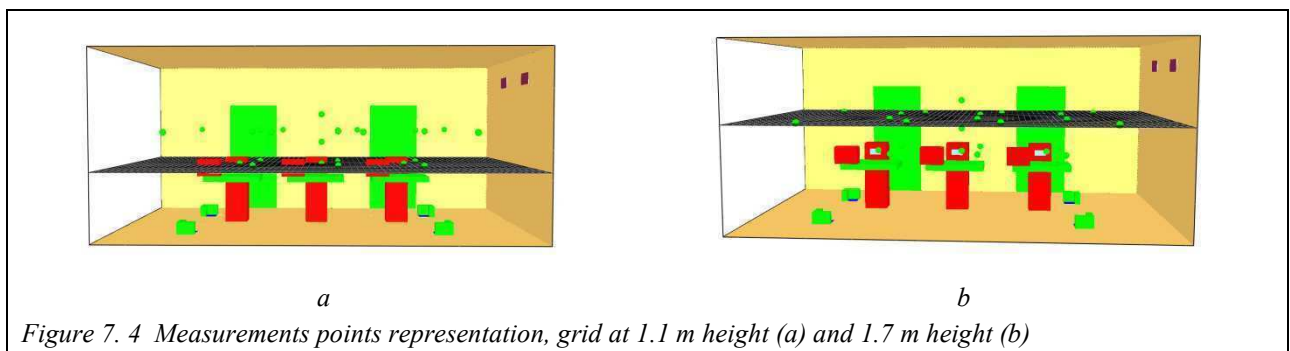 a b
Figure 7. 4 Measurements points representation, grid at 1.1 m height (a) and 1.7 m height (b)